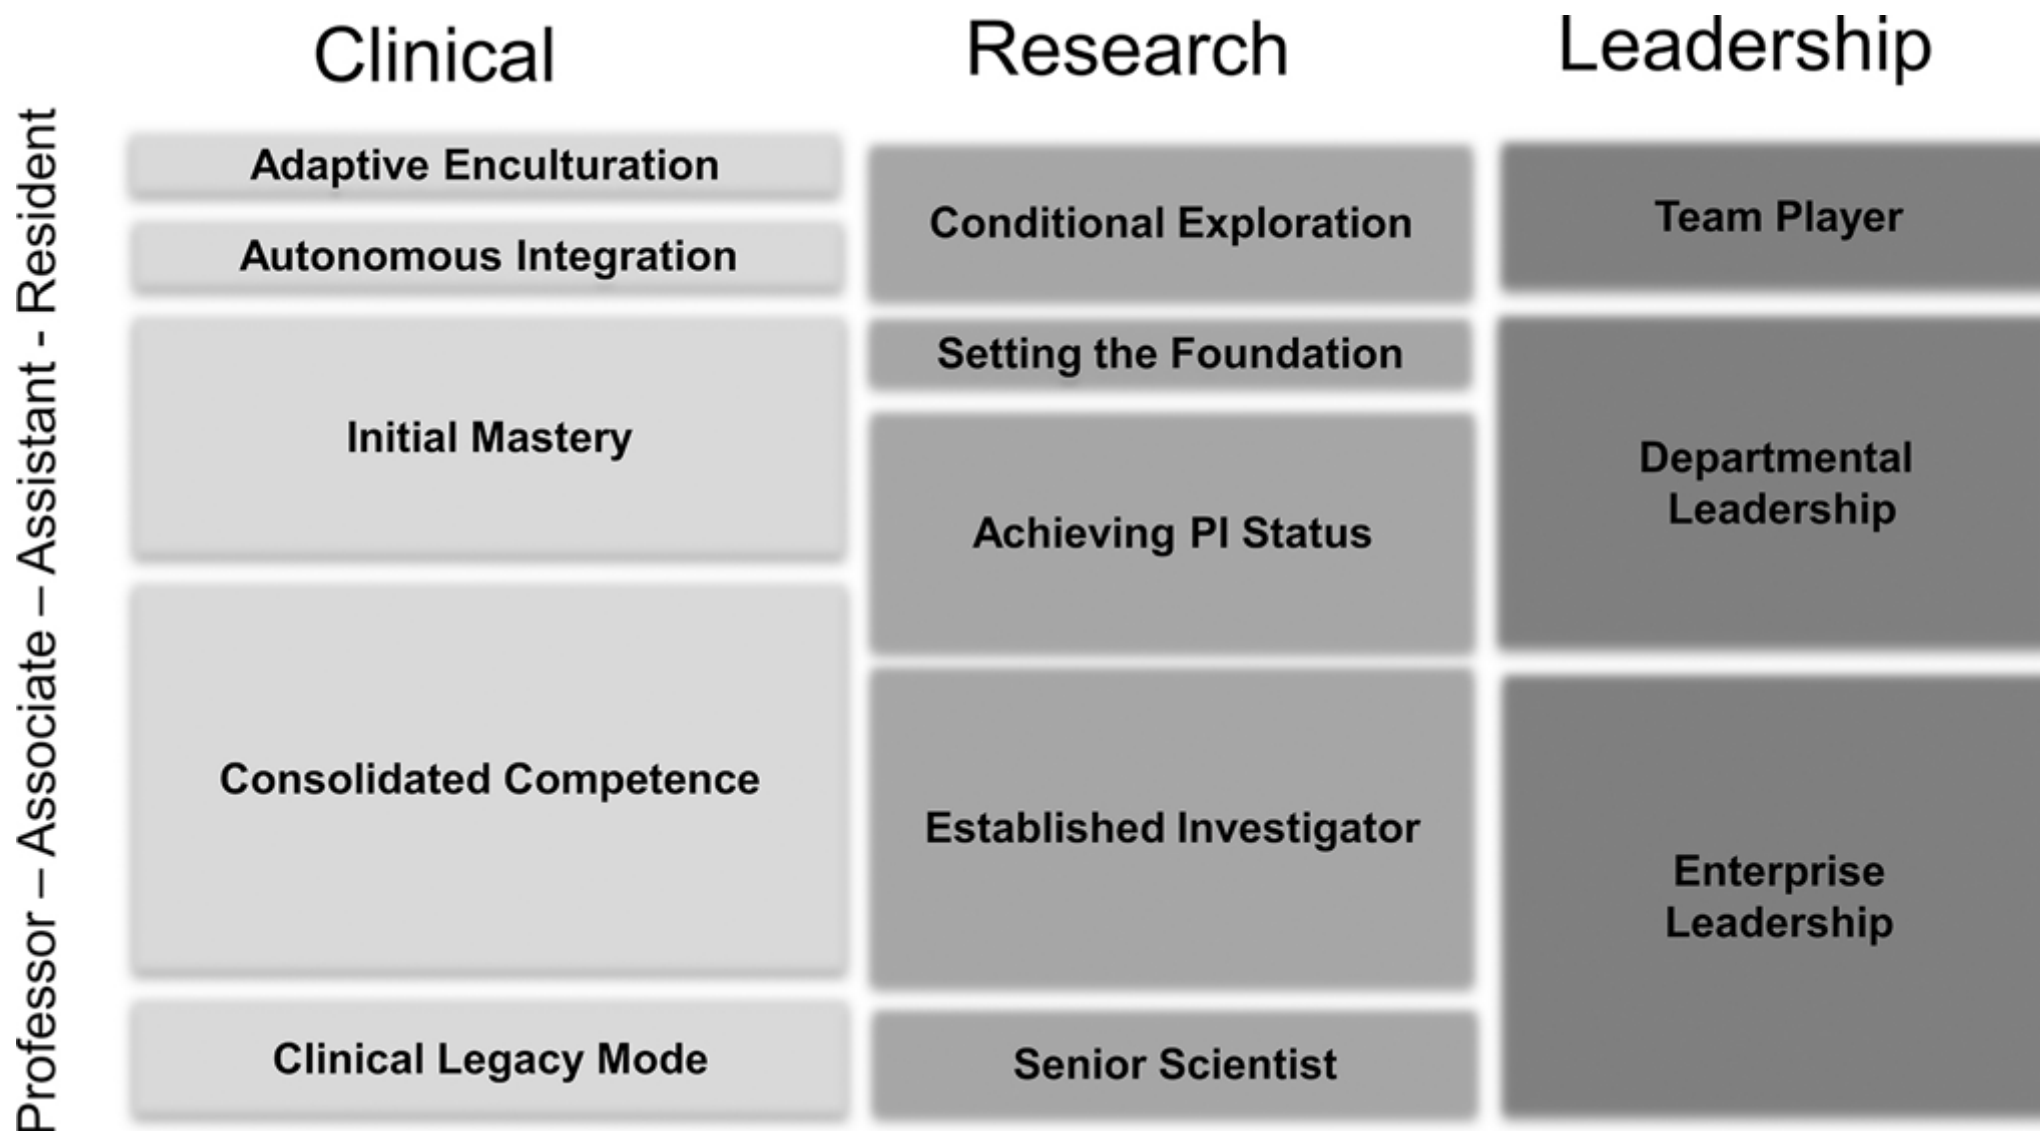 Clinical
Research
Leadership
Professor – Associate – Assistant - Resident
Adaptive Enculturation
Autonomous Integration
Initial Mastery
Consolidated Competence
Clinical Legacy Mode
Conditional Exploration
Setting the Foundation
Achieving PI Status
Established Investigator
Senior Scientist
Team Player
Departmental
Leadership
Enterprise
Leadership